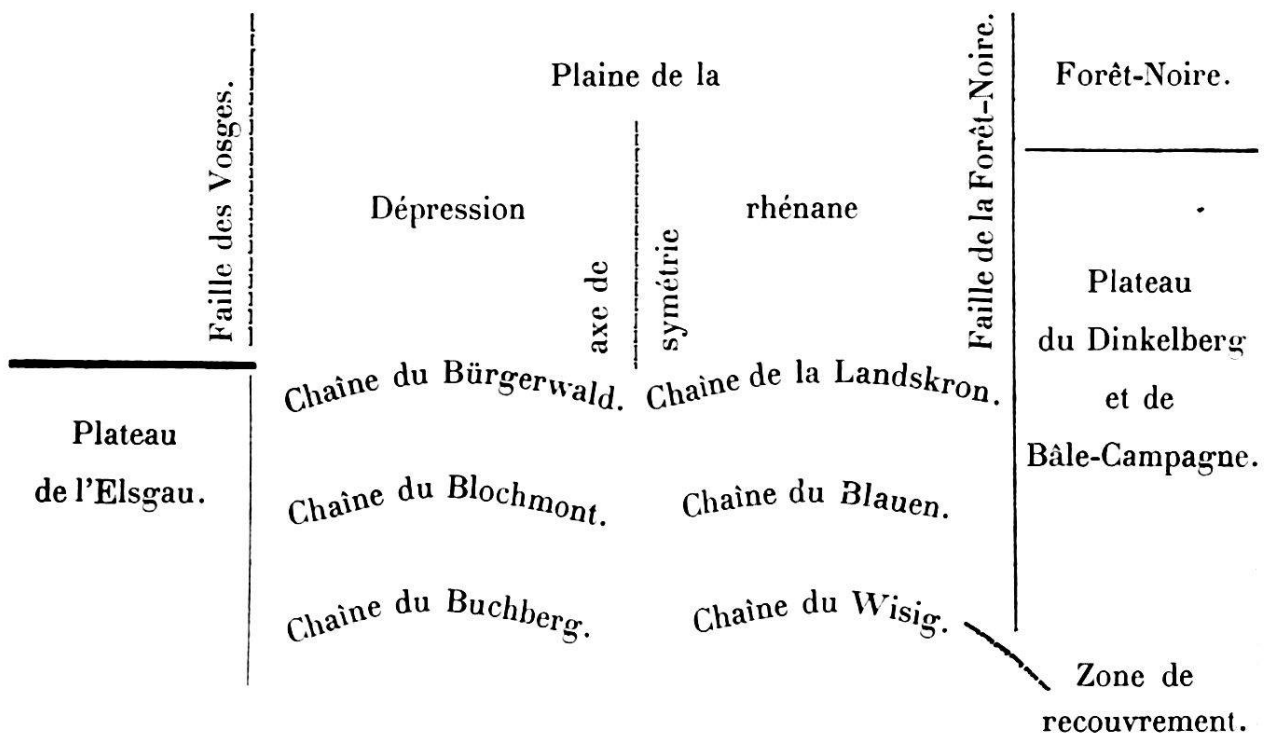 Faille des Vosges.
Plaine de la
Dépression
rhénane
axe de
symétrie
Faille de la Forêt-Noire.
Forêt-Noire.
Plateau
du Dinkelberg
et de
Bâle-Campagne.
Plateau
de l'Elsgau.
Chaîne du Bürgerwald.
Chaîne de la Landskron.
Chaîne du Blochmont.
Chaîne du Blauen.
Chaîne du Buchberg.
Chaîne du Wisig.
Zone de
recouvrement.